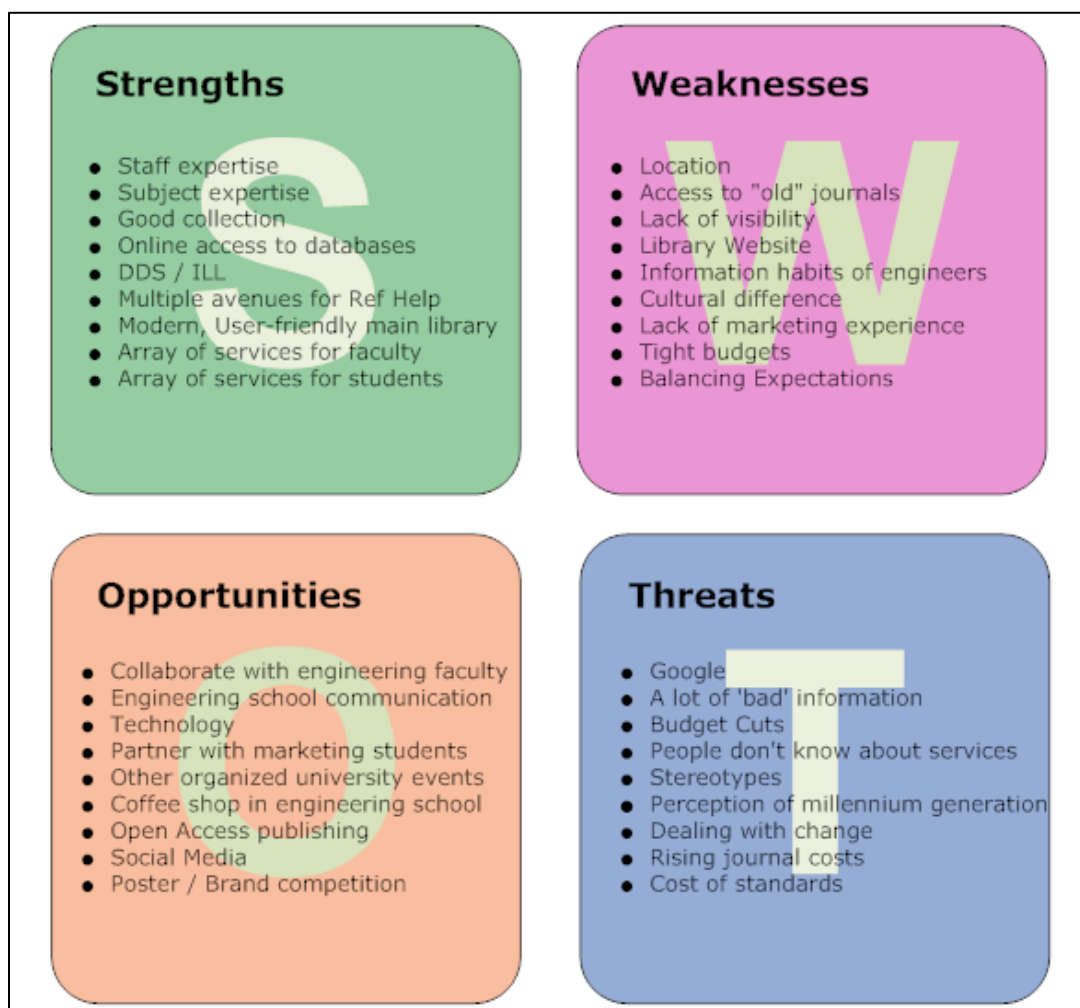 Strengths
S
● Staff expertise
● Subject expertise
● Good collection
● Online access to databases
● DDS / ILL
● Multiple avenues for Ref Help
● Modern, User-friendly main library
● Array of services for faculty
● Array of services for students
Weaknesses
W
● Location
● Access to "old" journals
● Lack of visibility
● Library Website
● Information habits of engineers
● Cultural difference
● Lack of marketing experience
● Tight budgets
● Balancing Expectations
Opportunities
O
● Collaborate with engineering faculty
● Engineering school communication
● Technology
● Partner with marketing students
● Other organized university events
● Coffee shop in engineering school
● Open Access publishing
● Social Media
● Poster / Brand competition
Threats
T
● Google
● A lot of 'bad' information
● Budget Cuts
● People don't know about services
● Stereotypes
● Perception of millennium generation
● Dealing with change
● Rising journal costs
● Cost of standards